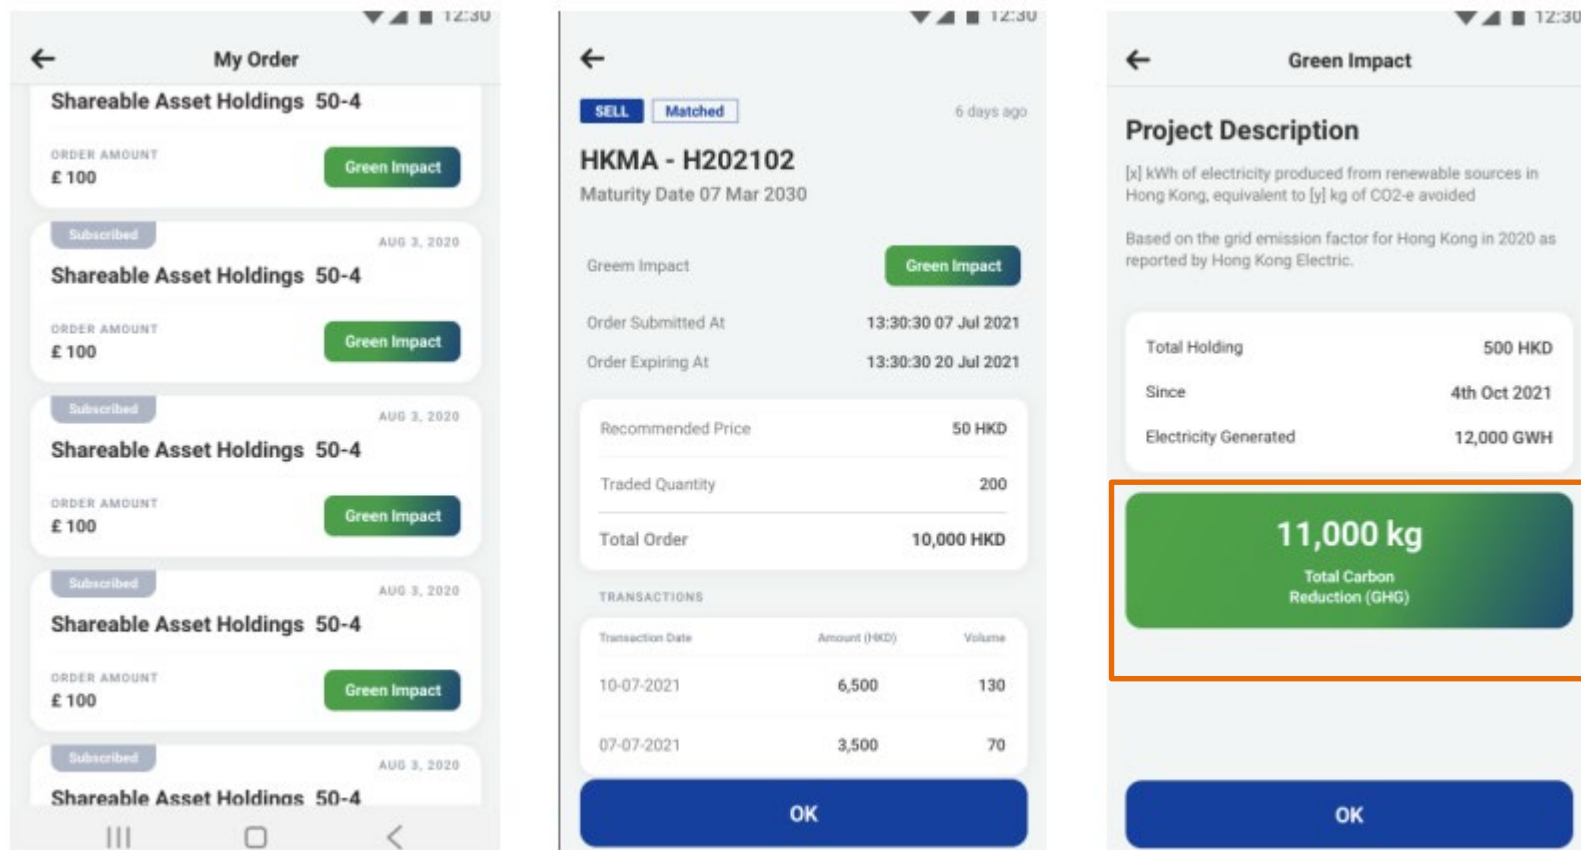 12:30
My Order
Shareable Asset Holdings 50-4
ORDER AMOUNT
£ 100
Green Impact
Subscribed
AUG 3, 2020
Shareable Asset Holdings 50-4
ORDER AMOUNT
£ 100
Green Impact
Subscribed
AUG 3, 2020
Shareable Asset Holdings 50-4
ORDER AMOUNT
£ 100
Green Impact
Subscribed
AUG 3, 2020
Shareable Asset Holdings 50-4
ORDER AMOUNT
£ 100
Green Impact
Subscribed
AUG 3, 2020
Shareable Asset Holdings 50-4
12:30
SELL Matched 6 days ago
HKMA - H202102
Maturity Date 07 Mar 2030
Greem Impact Green Impact
Order Submitted At 13:30:30 07 Jul 2021
Order Expiring At 13:30:30 20 Jul 2021
Recommended Price 50 HKD
Traded Quantity 200
Total Order 10,000 HKD
TRANSACTIONS
Transaction Date Amount (HKD) Volume
10-07-2021 6,500 130
07-07-2021 3,500 70
OK
12:30
Green Impact
Project Description
[x] kWh of electricity produced from renewable sources in
Hong Kong, equivalent to [y] kg of CO2-e avoided
Based on the grid emission factor for Hong Kong in 2020 as
reported by Hong Kong Electric.
Total Holding 500 HKD
Since 4th Oct 2021
Electricity Generated 12,000 GWH
11,000 kg
Total Carbon
Reduction (GHG)
OK